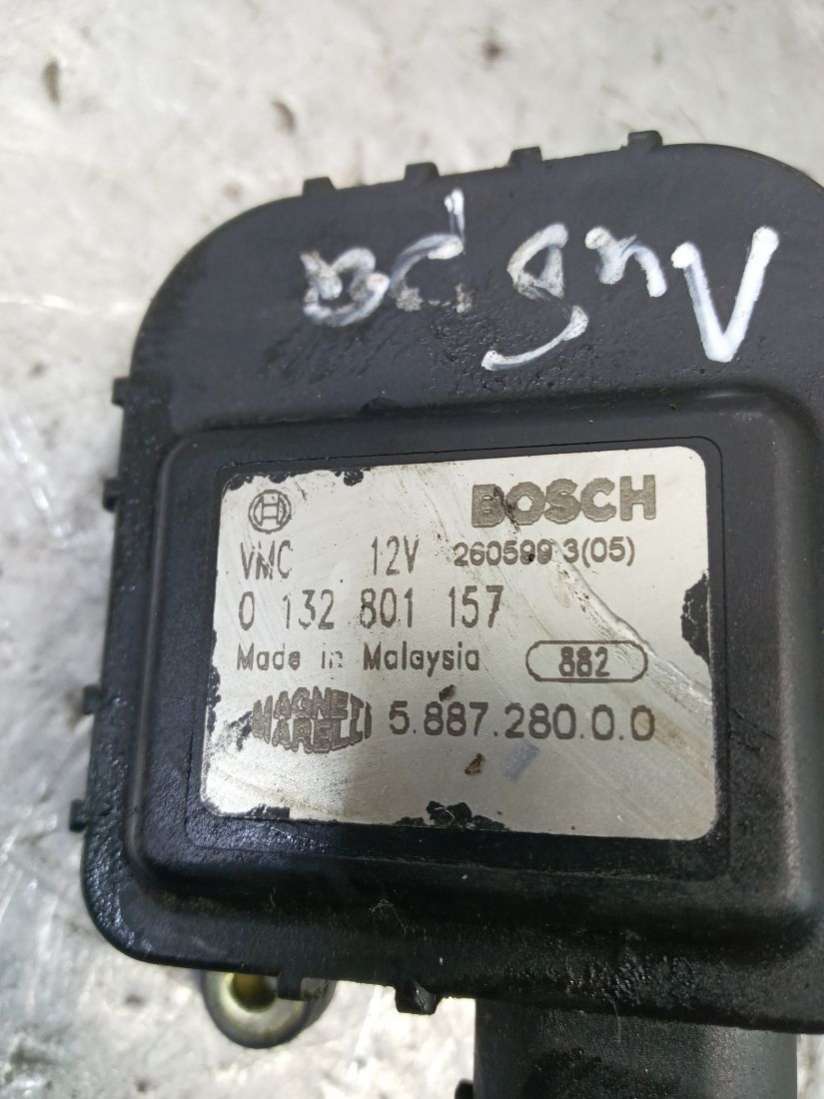 BOSCH
VMC 12V 260599 3(05)
0 132 801 157
Made in Malaysia 882
MAGNETI MARELLI 5.887.280.0.0